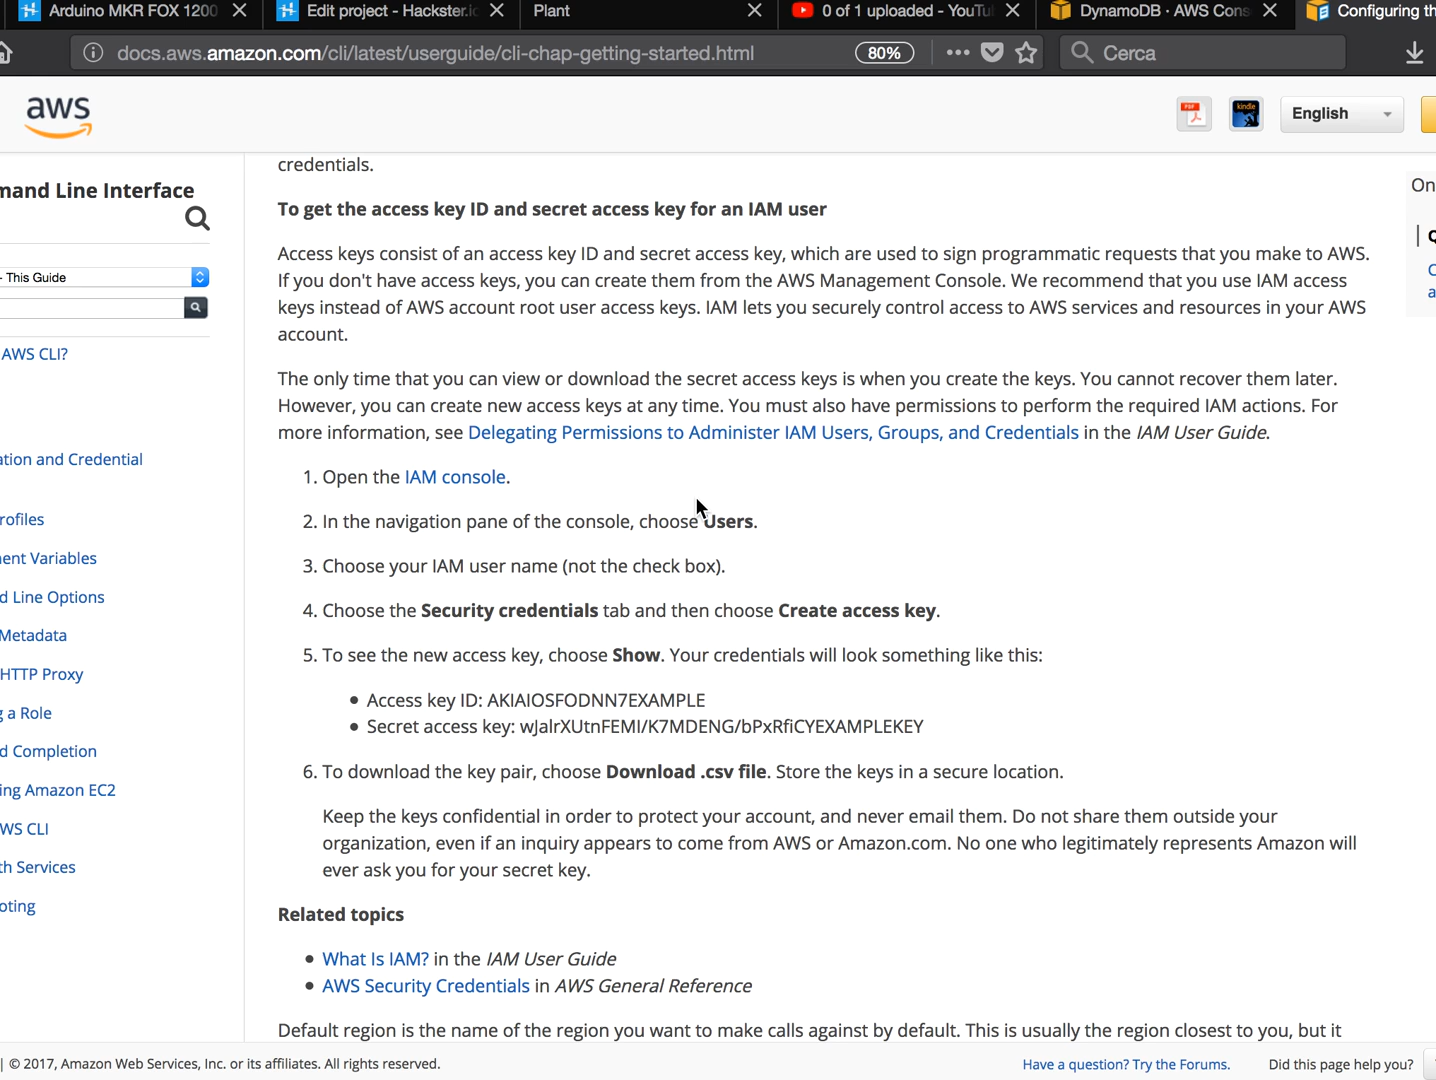 Arduino MKR FOX 1200
Edit project - Hackster.io
Plant
0 of 1 uploaded - YouTu
DynamoDB · AWS Cons
Configuring th
docs.aws.amazon.com/cli/latest/userguide/cli-chap-getting-started.html
80%
Cerca
aws
PDF
kindle
English
mand Line Interface
- This Guide
AWS CLI?
ation and Credential
rofiles
ent Variables
d Line Options
Metadata
HTTP Proxy
g a Role
d Completion
ing Amazon EC2
WS CLI
th Services
oting
credentials.
To get the access key ID and secret access key for an IAM user
Access keys consist of an access key ID and secret access key, which are used to sign programmatic requests that you make to AWS.
If you don't have access keys, you can create them from the AWS Management Console. We recommend that you use IAM access
keys instead of AWS account root user access keys. IAM lets you securely control access to AWS services and resources in your AWS
account.
The only time that you can view or download the secret access keys is when you create the keys. You cannot recover them later.
However, you can create new access keys at any time. You must also have permissions to perform the required IAM actions. For
more information, see Delegating Permissions to Administer IAM Users, Groups, and Credentials in the IAM User Guide.
1. Open the IAM console.
2. In the navigation pane of the console, choose Users.
3. Choose your IAM user name (not the check box).
4. Choose the Security credentials tab and then choose Create access key.
5. To see the new access key, choose Show. Your credentials will look something like this:
• Access key ID: AKIAIOSFODNN7EXAMPLE
• Secret access key: wJalrXUtnFEMI/K7MDENG/bPxRfiCYEXAMPLEKEY
6. To download the key pair, choose Download .csv file. Store the keys in a secure location.
Keep the keys confidential in order to protect your account, and never email them. Do not share them outside your
organization, even if an inquiry appears to come from AWS or Amazon.com. No one who legitimately represents Amazon will
ever ask you for your secret key.
Related topics
• What Is IAM? in the IAM User Guide
• AWS Security Credentials in AWS General Reference
Default region is the name of the region you want to make calls against by default. This is usually the region closest to you, but it
On
© 2017, Amazon Web Services, Inc. or its affiliates. All rights reserved.
Have a question? Try the Forums.
Did this page help you?